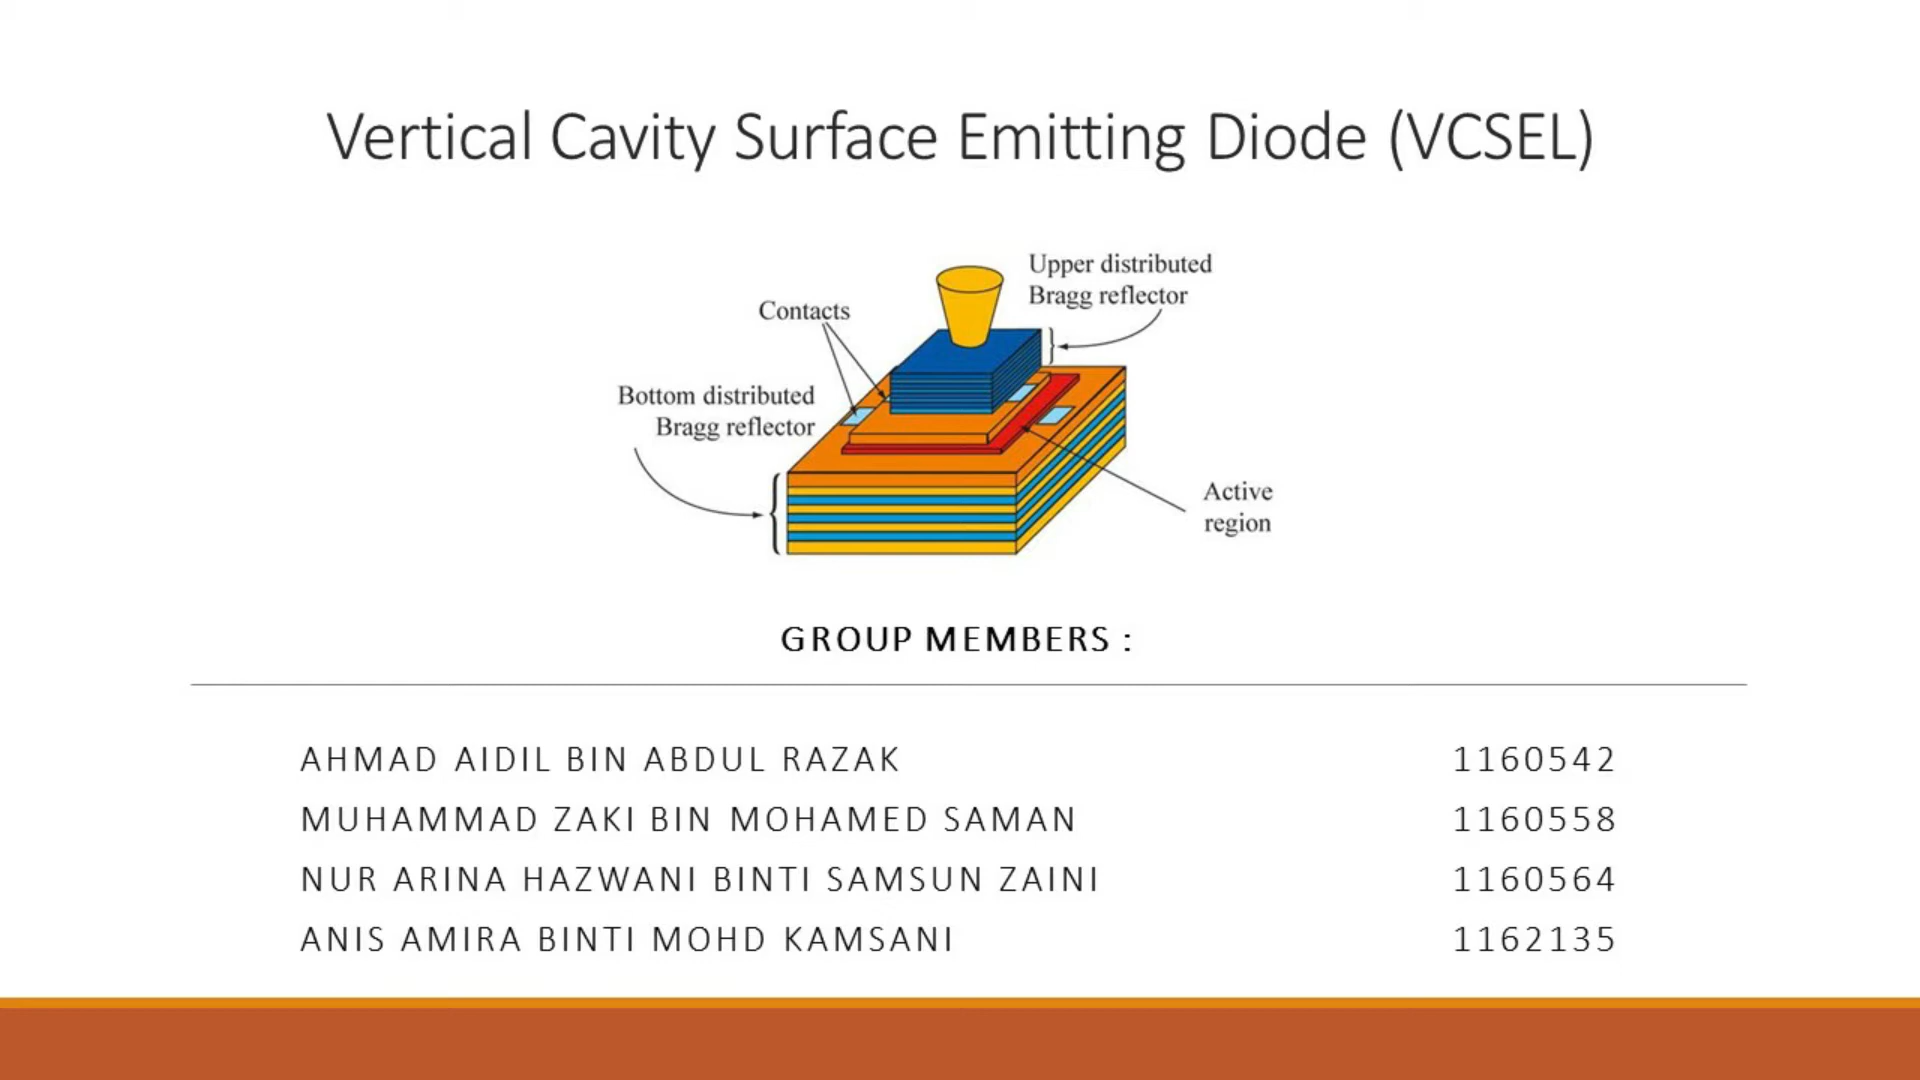 Vertical Cavity Surface Emitting Diode (VCSEL)
Upper distributed
Bragg reflector
Contacts
Bottom distributed
Bragg reflector
Active
region
GROUP MEMBERS :
AHMAD AIDIL BIN ABDUL RAZAK 1160542
MUHAMMAD ZAKI BIN MOHAMED SAMAN 1160558
NUR ARINA HAZWANI BINTI SAMSUN ZAINI 1160564
ANIS AMIRA BINTI MOHD KAMSANI 1162135